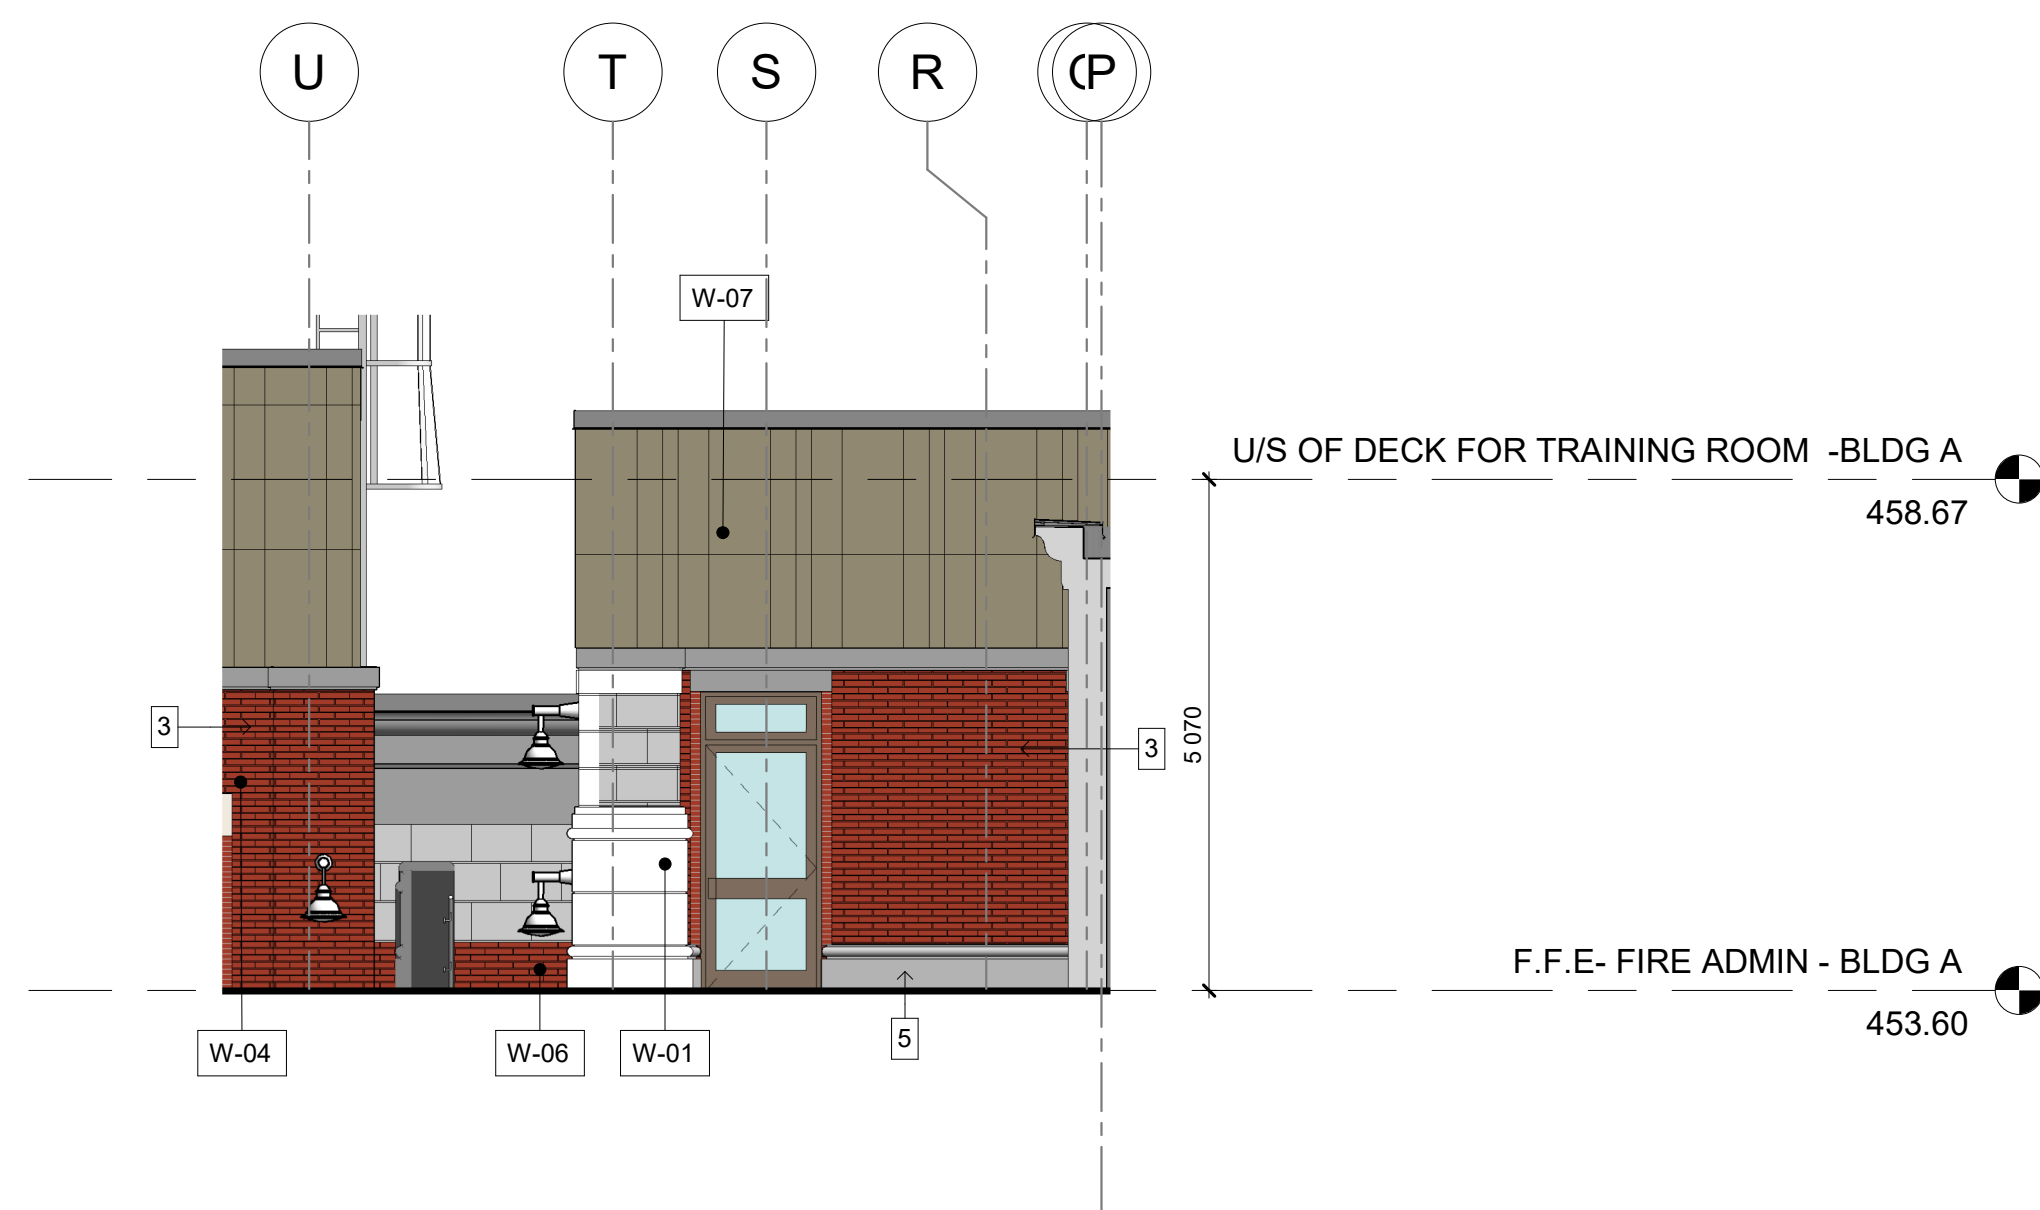 U
T
S
R
P
W-07
U/S OF DECK FOR TRAINING ROOM -BLDG A
458.67
3
3
5 070
F.F.E- FIRE ADMIN - BLDG A
453.60
W-04
W-06
W-01
5